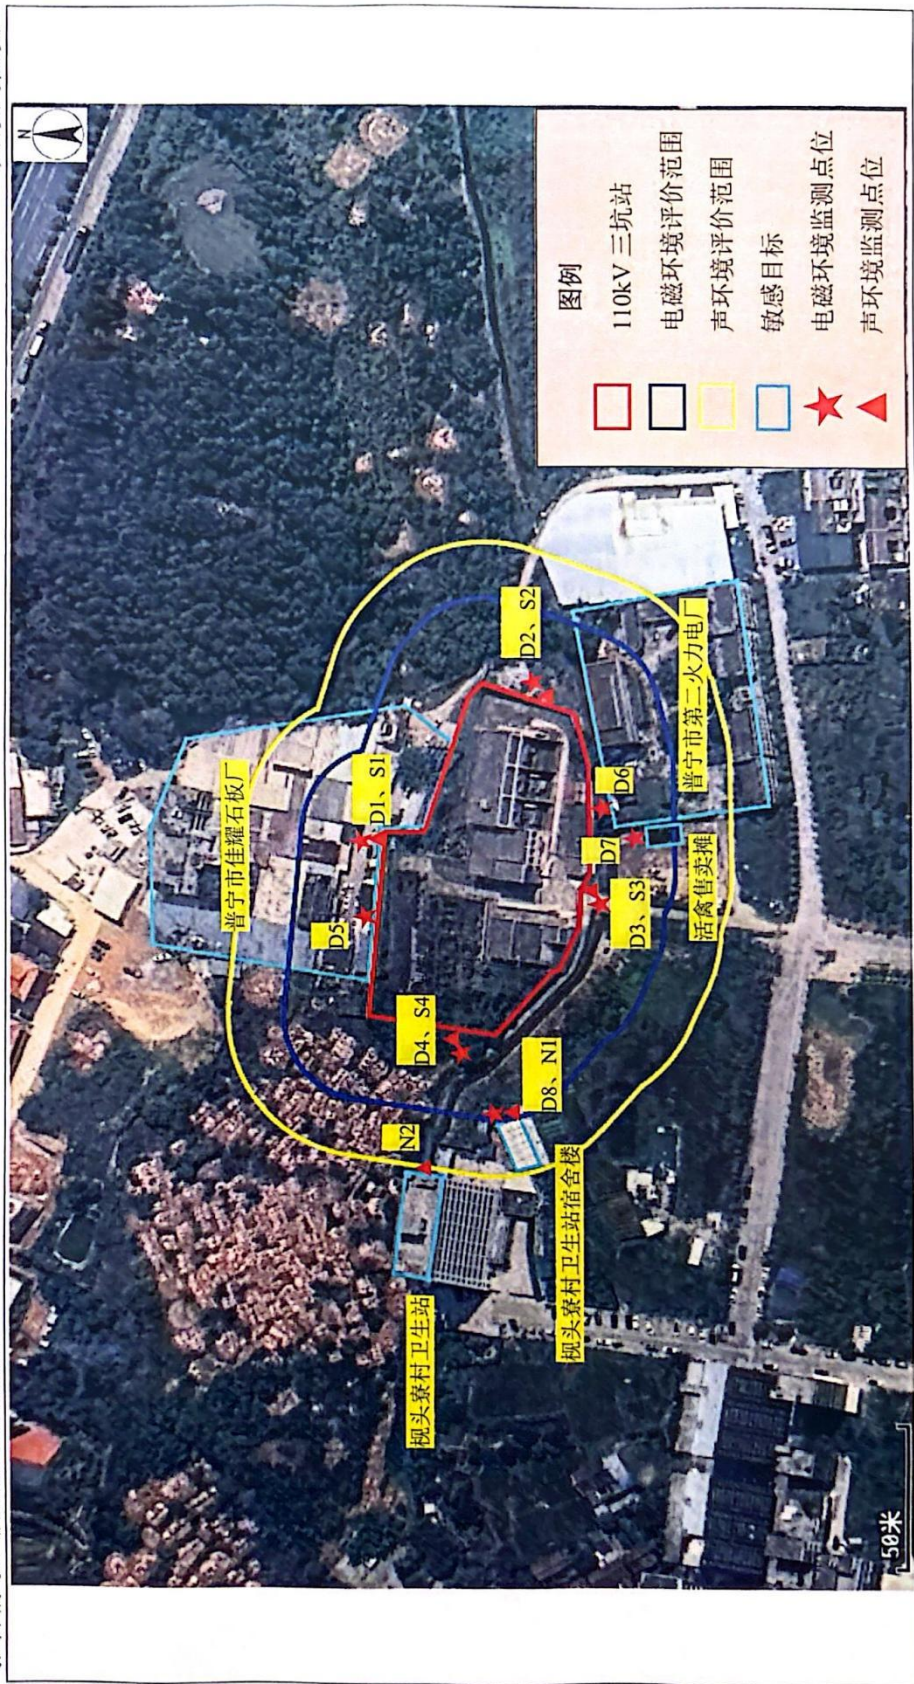 N
普宁市佳耀石板厂
D5
D1、S1
N2
D4、S4
枧头寮村卫生站
D2、S2
D8、N1
枧头寮村卫生站宿舍楼
D7
D6
D3、S3
普宁市第二火力电厂
活禽售卖摊
图例
110kV 三坑站
电磁环境评价范围
声环境评价范围
敏感目标
电磁环境监测点位
声环境监测点位
50米